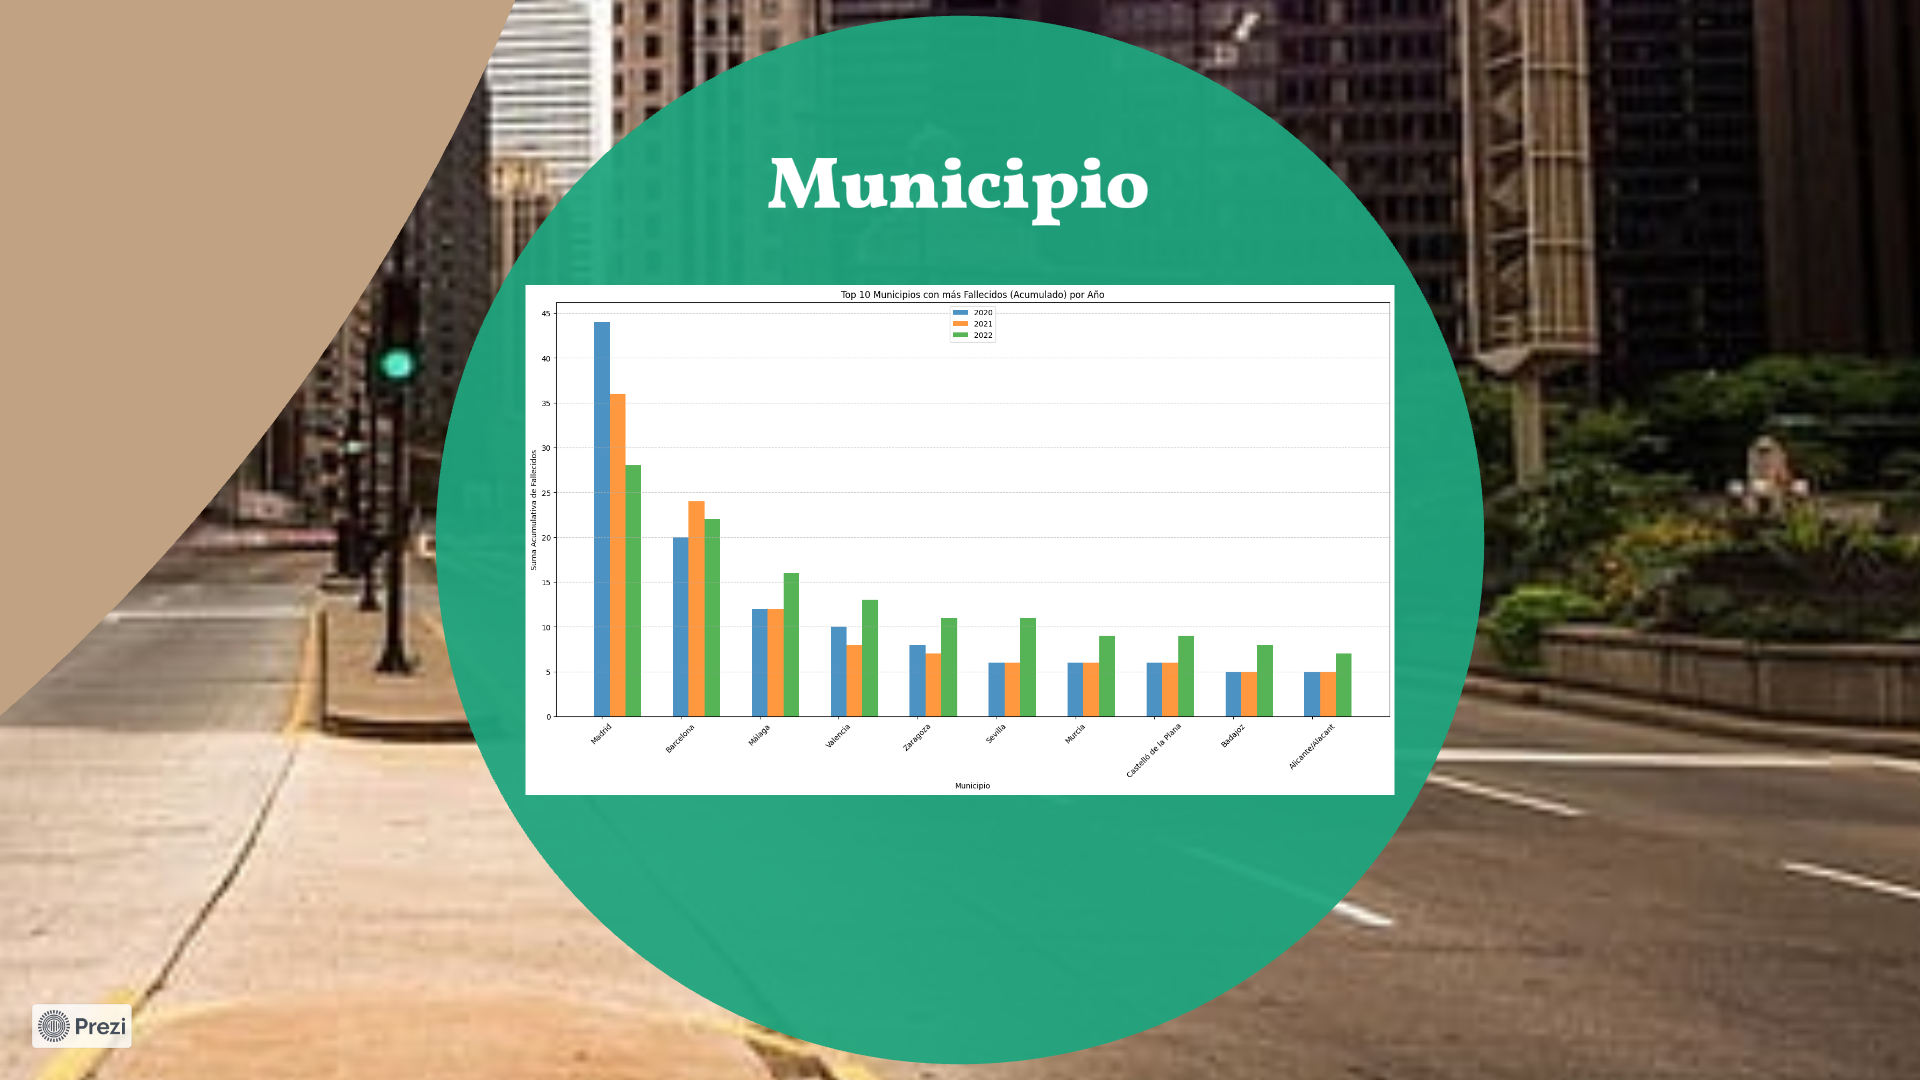 Municipio
Top 10 Municipios con más Fallecidos (Acumulado) por Año
2020
2021
2022
45
40
35
30
25
20
15
10
5
0
Suma Acumulativa de Fallecidos
Madrid
Barcelona
Málaga
Valencia
Zaragoza
Sevilla
Murcia
Castelló de la Plana
Badajoz
Alicante/Alacant
Municipio
Prezi